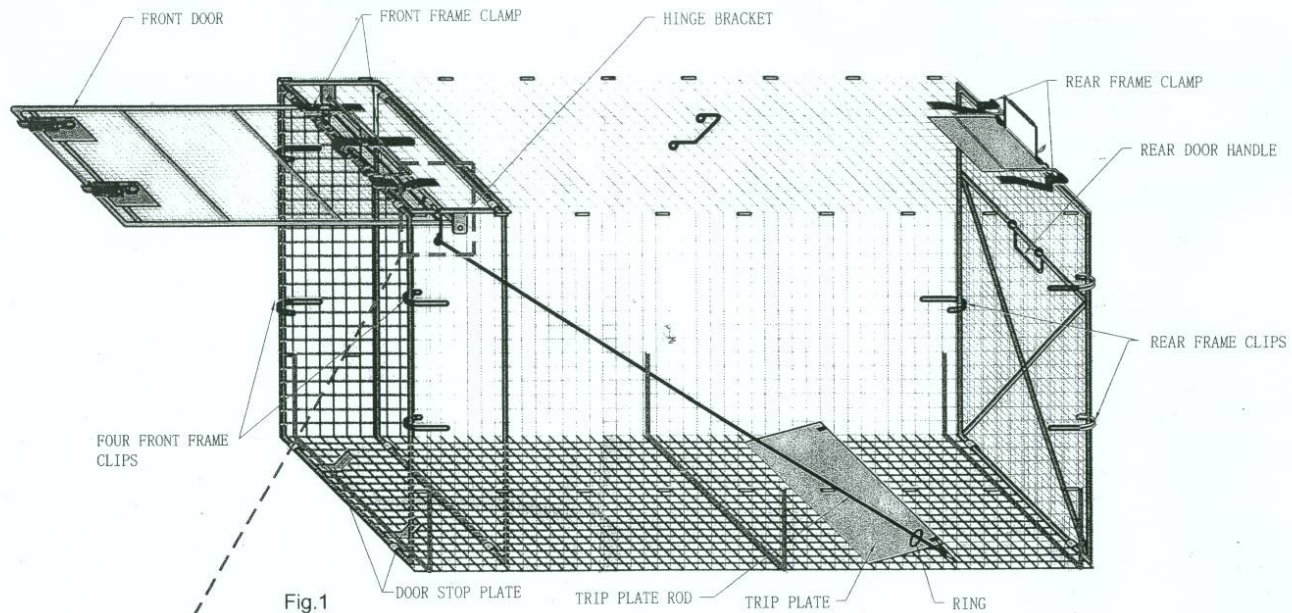 FRONT DOOR
FRONT FRAME CLAMP
HINGE BRACKET
REAR FRAME CLAMP
REAR DOOR HANDLE
REAR FRAME CLIPS
FOUR FRONT FRAME
CLIPS
DOOR STOP PLATE
TRIP PLATE ROD
TRIP PLATE
RING
Fig.1